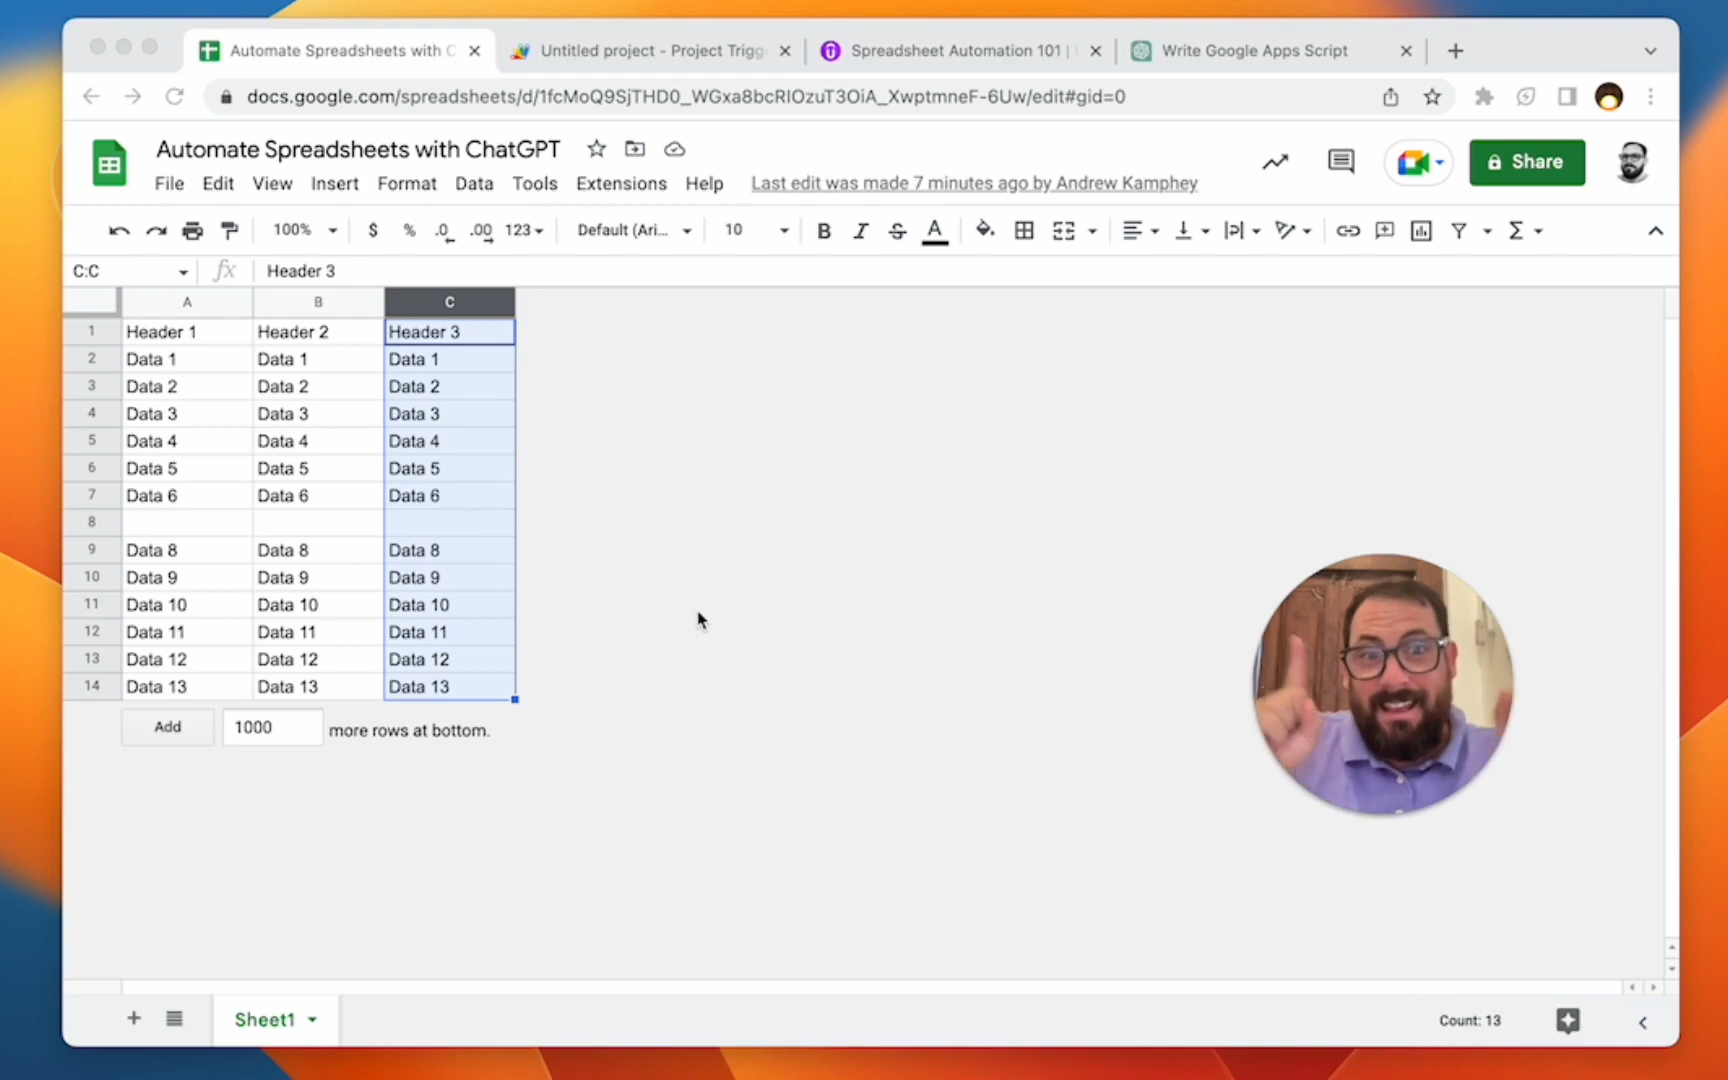 Automate Spreadsheets with C
Untitled project - Project Trigg
Spreadsheet Automation 101 |
Write Google Apps Script
docs.google.com/spreadsheets/d/1fcMoQ9SjTHD0_WGxa8bcRIOzuT3OiA_XwptmneF-6Uw/edit#gid=0
Automate Spreadsheets with ChatGPT
Share
File Edit View Insert Format Data Tools Extensions Help Last edit was made 7 minutes ago by Andrew Kamphey
100% $ % .0 .00 123 Default (Ari... 10 B I S A Σ
C:C fx Header 3
A B C
1 Header 1 Header 2 Header 3
2 Data 1 Data 1 Data 1
3 Data 2 Data 2 Data 2
4 Data 3 Data 3 Data 3
5 Data 4 Data 4 Data 4
6 Data 5 Data 5 Data 5
7 Data 6 Data 6 Data 6
8
9 Data 8 Data 8 Data 8
10 Data 9 Data 9 Data 9
11 Data 10 Data 10 Data 10
12 Data 11 Data 11 Data 11
13 Data 12 Data 12 Data 12
14 Data 13 Data 13 Data 13
Add 1000 more rows at bottom.
Sheet1
Count: 13